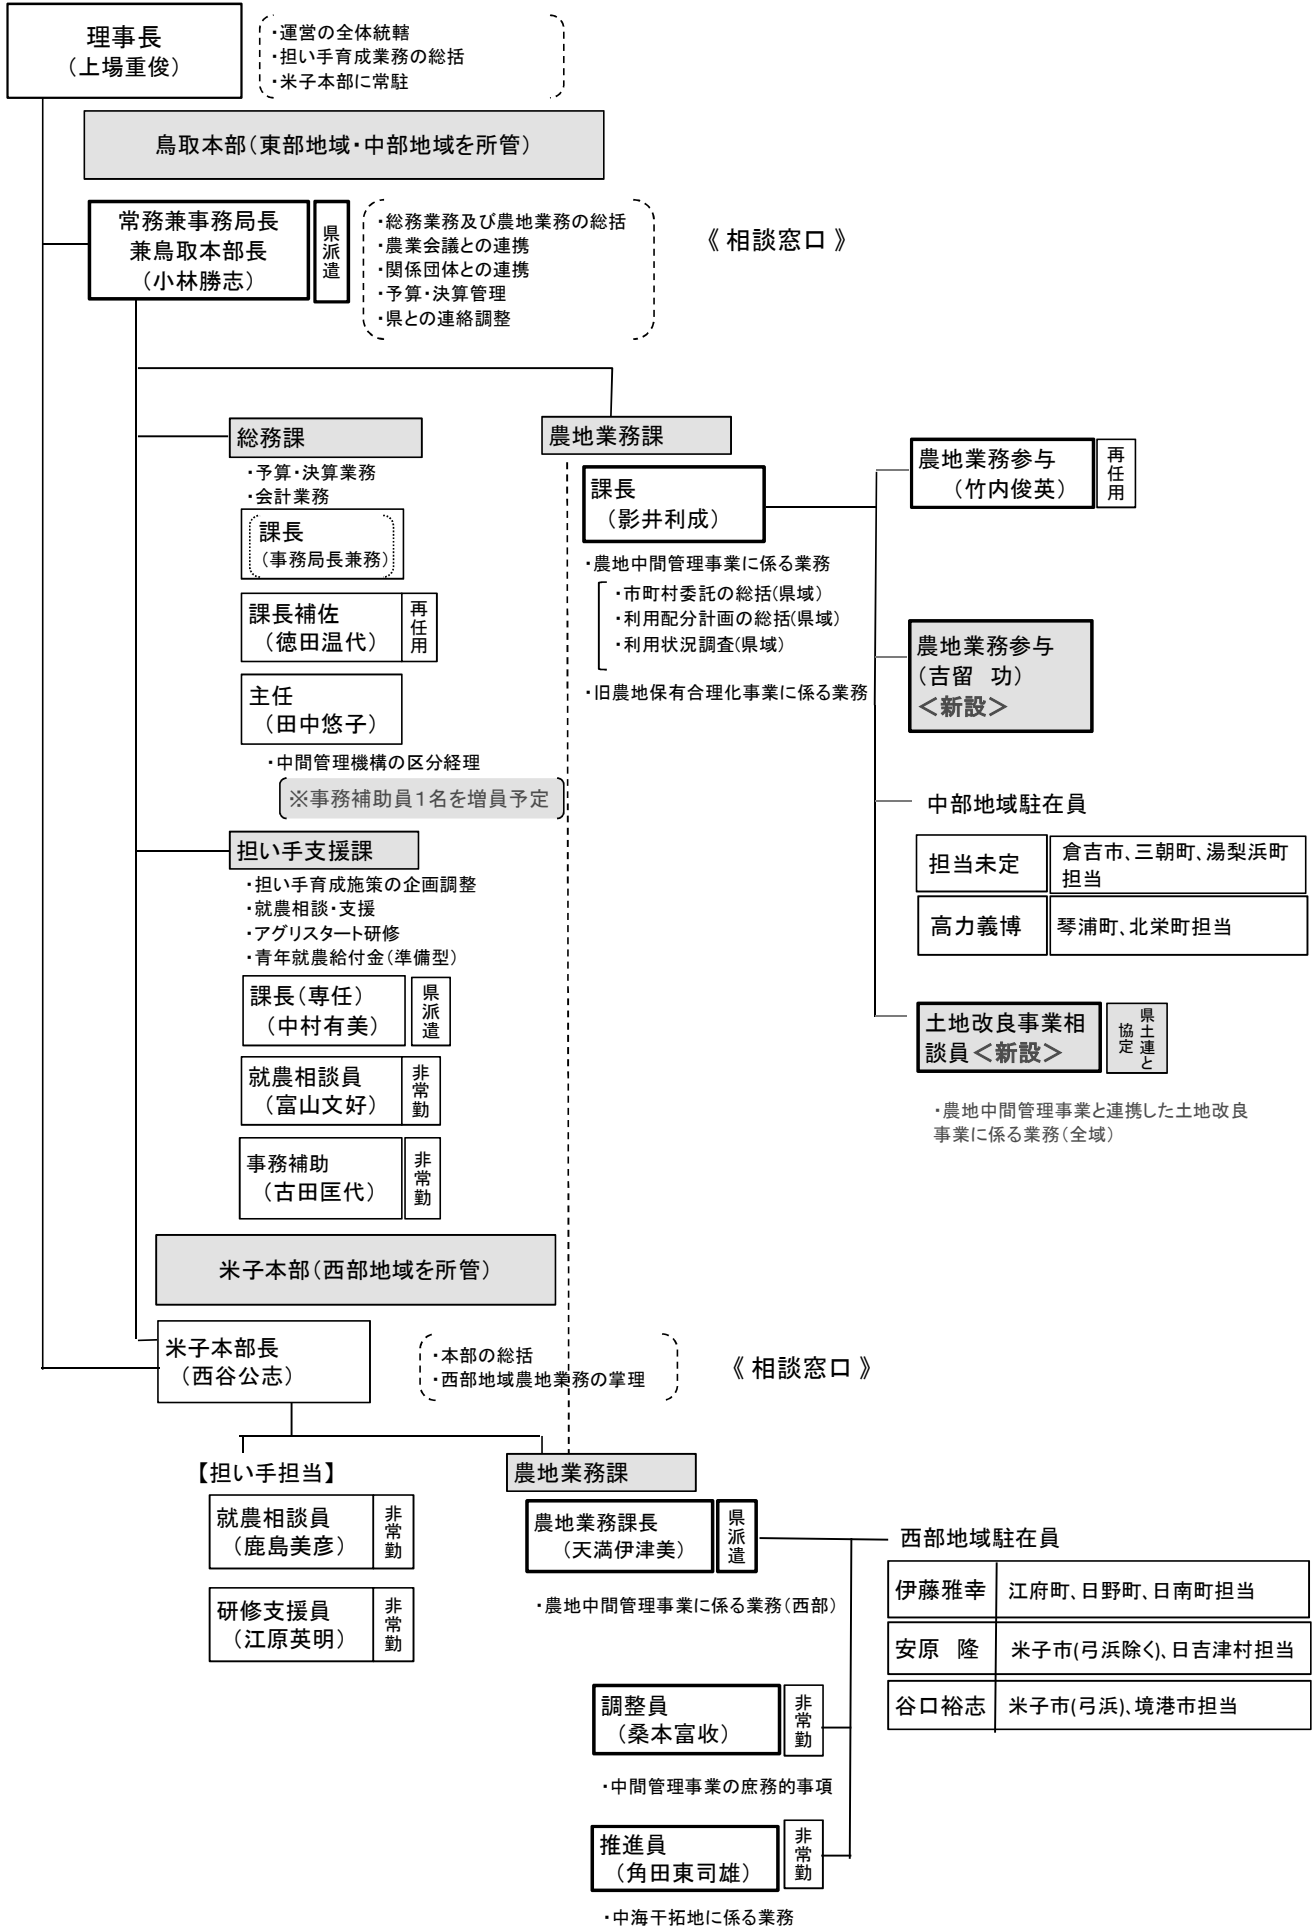 理事長
（上場重俊）
・運営の全体統轄
・担い手育成業務の総括
・米子本部に常駐
鳥取本部（東部地域・中部地域を所管）
常務兼事務局長
兼鳥取本部長
（小林勝志）
県派遣
・総務業務及び農地業務の総括
・農業会議との連携
・関係団体との連携
・予算・決算管理
・県との連絡調整
《 相談窓口 》
総務課
・予算・決算業務
・会計業務
課長
（事務局長兼務）
課長補佐
（徳田温代）
再任用
主任
（田中悠子）
・中間管理機構の区分経理
※事務補助員１名を増員予定
担い手支援課
・担い手育成施策の企画調整
・就農相談・支援
・アグリスタート研修
・青年就農給付金（準備型）
課長（専任）
（中村有美）
県派遣
就農相談員
（富山文好）
非常勤
事務補助
（古田匡代）
非常勤
農地業務課
課長
（影井利成）
・農地中間管理事業に係る業務
・市町村委託の総括(県域)
・利用配分計画の総括(県域)
・利用状況調査(県域)
・旧農地保有合理化事業に係る業務
農地業務参与
（竹内俊英）
再任用
農地業務参与
（吉留　功）
＜新設＞
中部地域駐在員
担当未定
倉吉市、三朝町、湯梨浜町
担当
高力義博
琴浦町、北栄町担当
土地改良事業相
談員＜新設＞
県土連と
協定
・農地中間管理事業と連携した土地改良
事業に係る業務（全域）
米子本部（西部地域を所管）
米子本部長
（西谷公志）
・本部の総括
・西部地域農地業務の掌理
《 相談窓口 》
【担い手担当】
就農相談員
（鹿島美彦）
非常勤
研修支援員
（江原英明）
非常勤
農地業務課
農地業務課長
（天満伊津美）
県派遣
・農地中間管理事業に係る業務（西部）
調整員
（桑本富収）
非常勤
・中間管理事業の庶務的事項
推進員
（角田東司雄）
非常勤
・中海干拓地に係る業務
西部地域駐在員
伊藤雅幸
江府町、日野町、日南町担当
安原　隆
米子市(弓浜除く)、日吉津村担当
谷口裕志
米子市(弓浜)、境港市担当